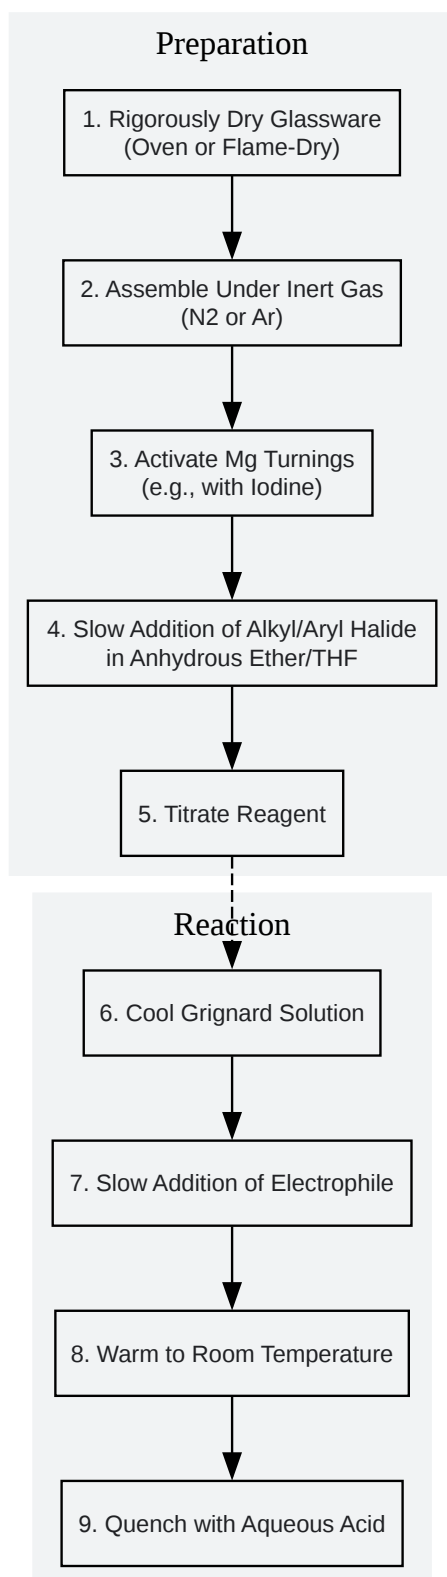 Preparation
1. Rigorously Dry Glassware
(Oven or Flame-Dry)
2. Assemble Under Inert Gas
(N2 or Ar)
3. Activate Mg Turnings
(e.g., with Iodine)
4. Slow Addition of Alkyl/Aryl Halide
in Anhydrous Ether/THF
5. Titrate Reagent
Reaction
6. Cool Grignard Solution
7. Slow Addition of Electrophile
8. Warm to Room Temperature
9. Quench with Aqueous Acid